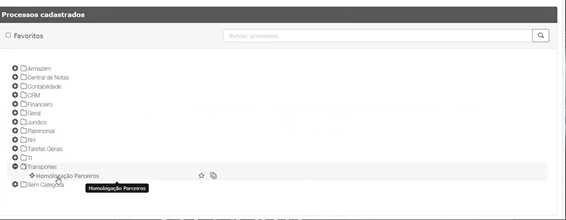 Processos cadastrados
Favoritos
Buscar processos
Armazém
Central de Notas
Contabilidade
CRM
Financeiro
Geral
Jurídico
Patrimonial
RH
Tarefas Gerais
TI
Transportes
Homologação Parceiros
Sem Categoria
Homologação Parceiros